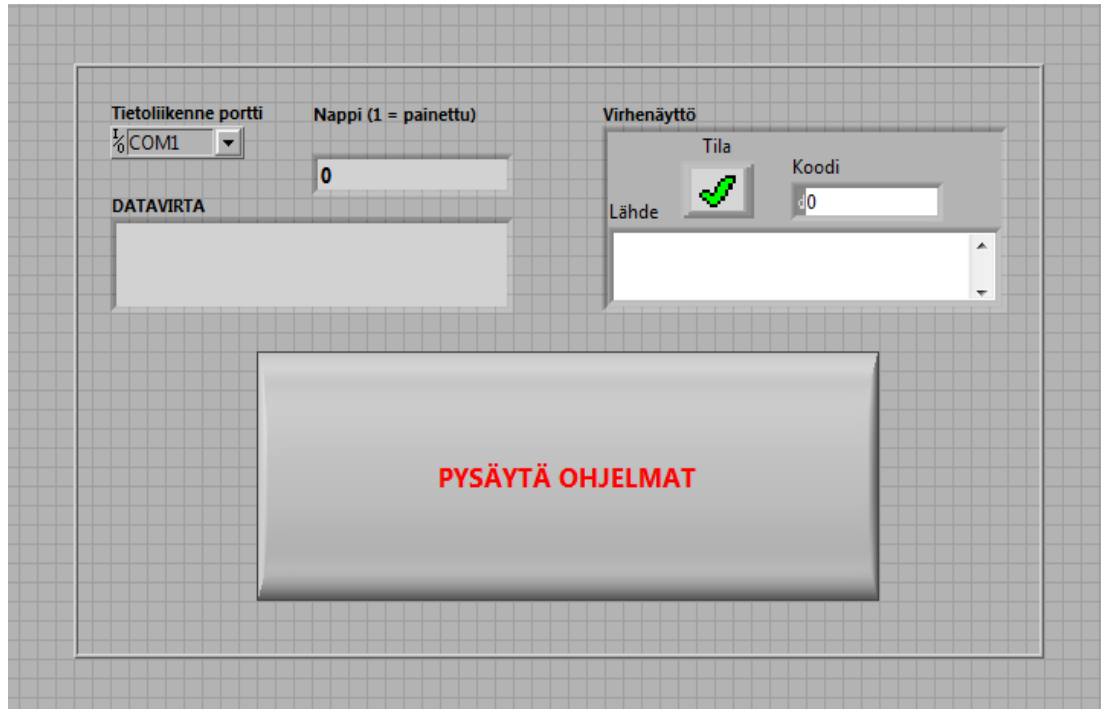 Tietoliikenne portti
COM1
Nappi (1 = painettu)
0
DATAVIRTA
Virhenäyttö
Tila
Koodi
d0
Lähde
PYSÄYTÄ OHJELMAT